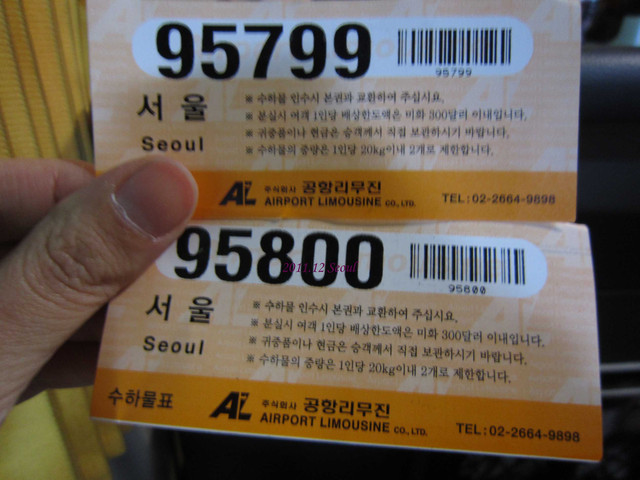 95799
95799
서울
Seoul
※ 수하물 인수시 본권과 교환하여 주십시요.
※ 분실시 여객 1인당 배상한도액은 미화 300달러 이내입니다.
※ 귀중품이나 현금은 승객께서 직접 보관하시기 바랍니다.
※ 수하물의 중량은 1인당 20kg이내 2개로 제한합니다.
AL 주식회사 공항리무진
AIRPORT LIMOUSINE CO., LTD.
TEL:02-2664-9898
95800
95800
2011.12 Seoul
서울
Seoul
※ 수하물 인수시 본권과 교환하여 주십시요.
※ 분실시 여객 1인당 배상한도액은 미화 300달러 이내입니다.
※ 귀중품이나 현금은 승객께서 직접 보관하시기 바랍니다.
※ 수하물의 중량은 1인당 20kg이내 2개로 제한합니다.
수하물표
AL 주식회사 공항리무진
AIRPORT LIMOUSINE CO., LTD.
TEL:02-2664-9898